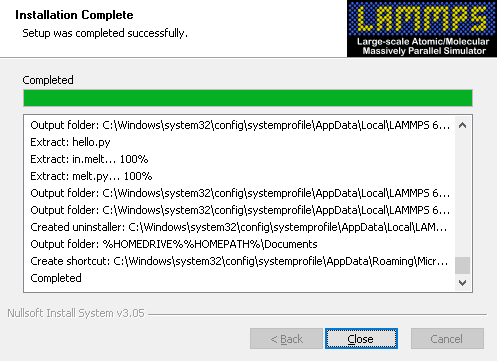 Installation Complete
Setup was completed successfully.
LAMMPS
Large-scale Atomic/Molecular
Massively Parallel Simulator
Completed
Output folder: C:\Windows\system32\config\systemprofile\AppData\Local\LAMMPS 6...
Extract: hello.py
Extract: in.melt... 100%
Extract: melt.py... 100%
Output folder: C:\Windows\system32\config\systemprofile\AppData\Local\LAMMPS 6...
Output folder: C:\Windows\system32\config\systemprofile\AppData\Local\LAMMPS 6...
Created uninstaller: C:\Windows\system32\config\systemprofile\AppData\Local\LAM...
Output folder: %HOMEDRIVE%%HOMEPATH%\Documents
Create shortcut: C:\Windows\system32\config\systemprofile\AppData\Roaming\Micr...
Completed
Nullsoft Install System v3.05
< Back
Close
Cancel